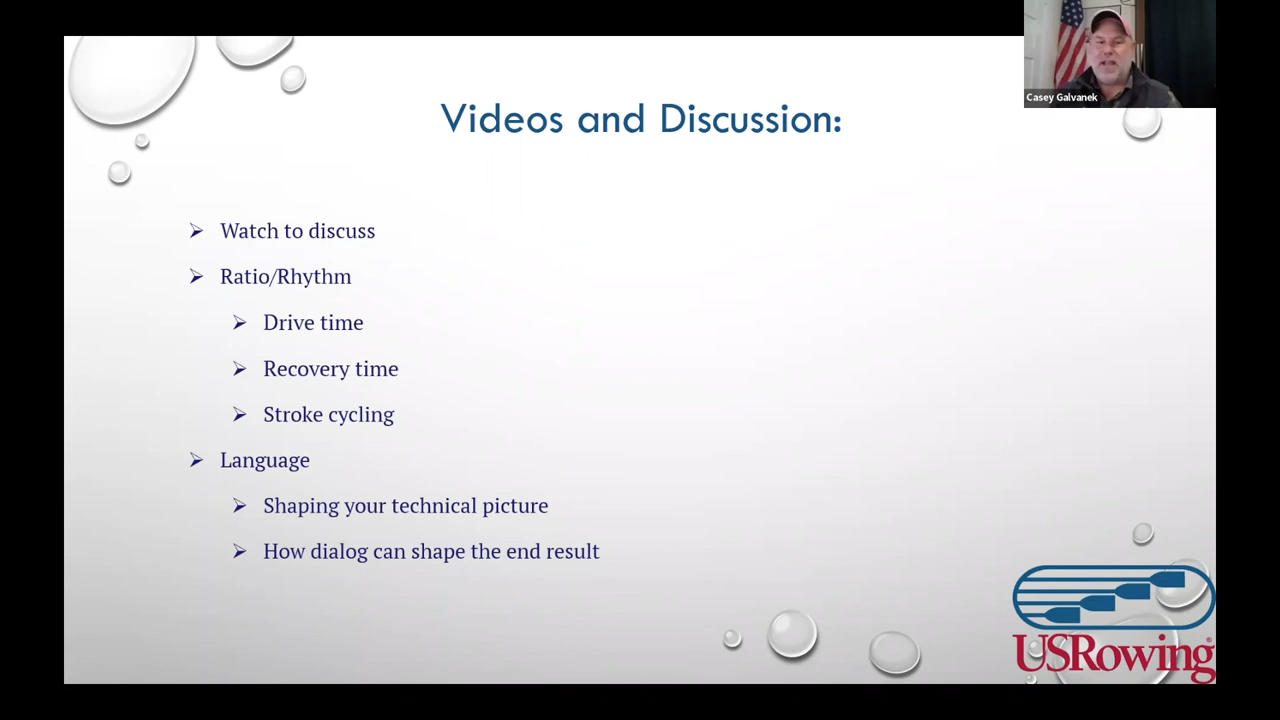 Casey Galvanek
Videos and Discussion:
Watch to discuss
Ratio/Rhythm
Drive time
Recovery time
Stroke cycling
Language
Shaping your technical picture
How dialog can shape the end result
USRowing®